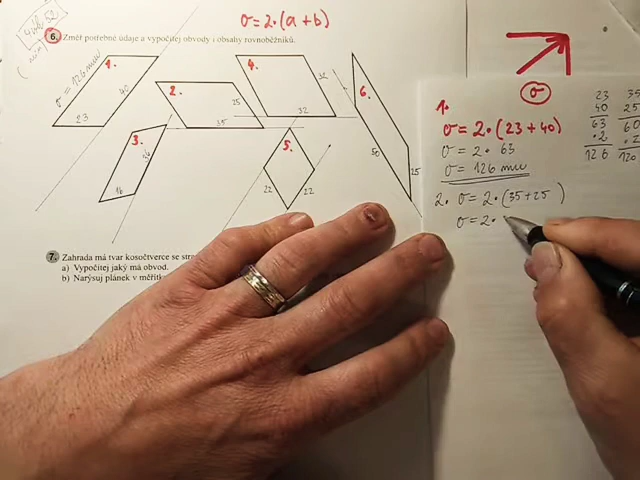 σ = 2·(a + b)
6. Změř potřebné údaje a vypočítej obvody i obsahy rovnoběžníků.
σ = 126 mm
1.
40
23
2.
25
35
3.
16
4.
32
32
5.
22
22
6.
50
25
7. Zahrada má tvar kosočtverce se
a) Vypočítej jaký má obvod.
b) Narýsuj plánek v měřítk
σ
1.
σ = 2·(23 + 40)
σ = 2 · 63
σ = 126 mm
2. σ = 2·(35+25)
σ = 2·
23
40
63
.2
126
35
25
60
.2
120